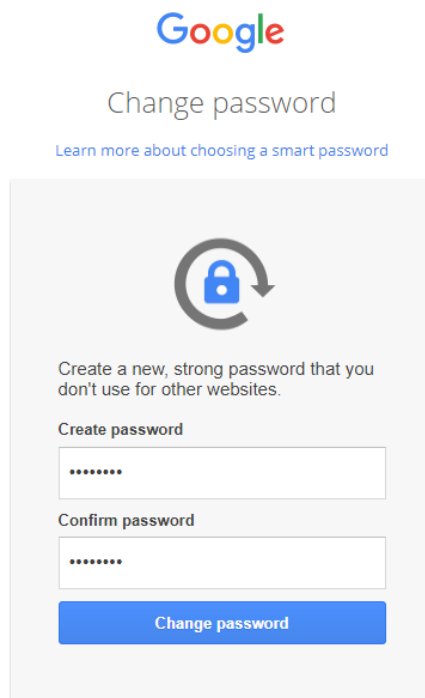 Google
Change password
Learn more about choosing a smart password
Create a new, strong password that you
don't use for other websites.
Create password
••••••••
Confirm password
••••••••
Change password